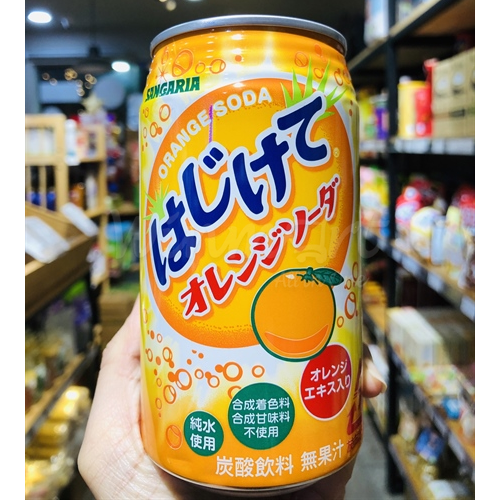 SANGARIA
ORANGE SODA
はじけて
オレンジソーダ
オレンジ
エキス入り
純水
使用
合成着色料
合成甘味料
不使用
炭酸飲料 無果汁